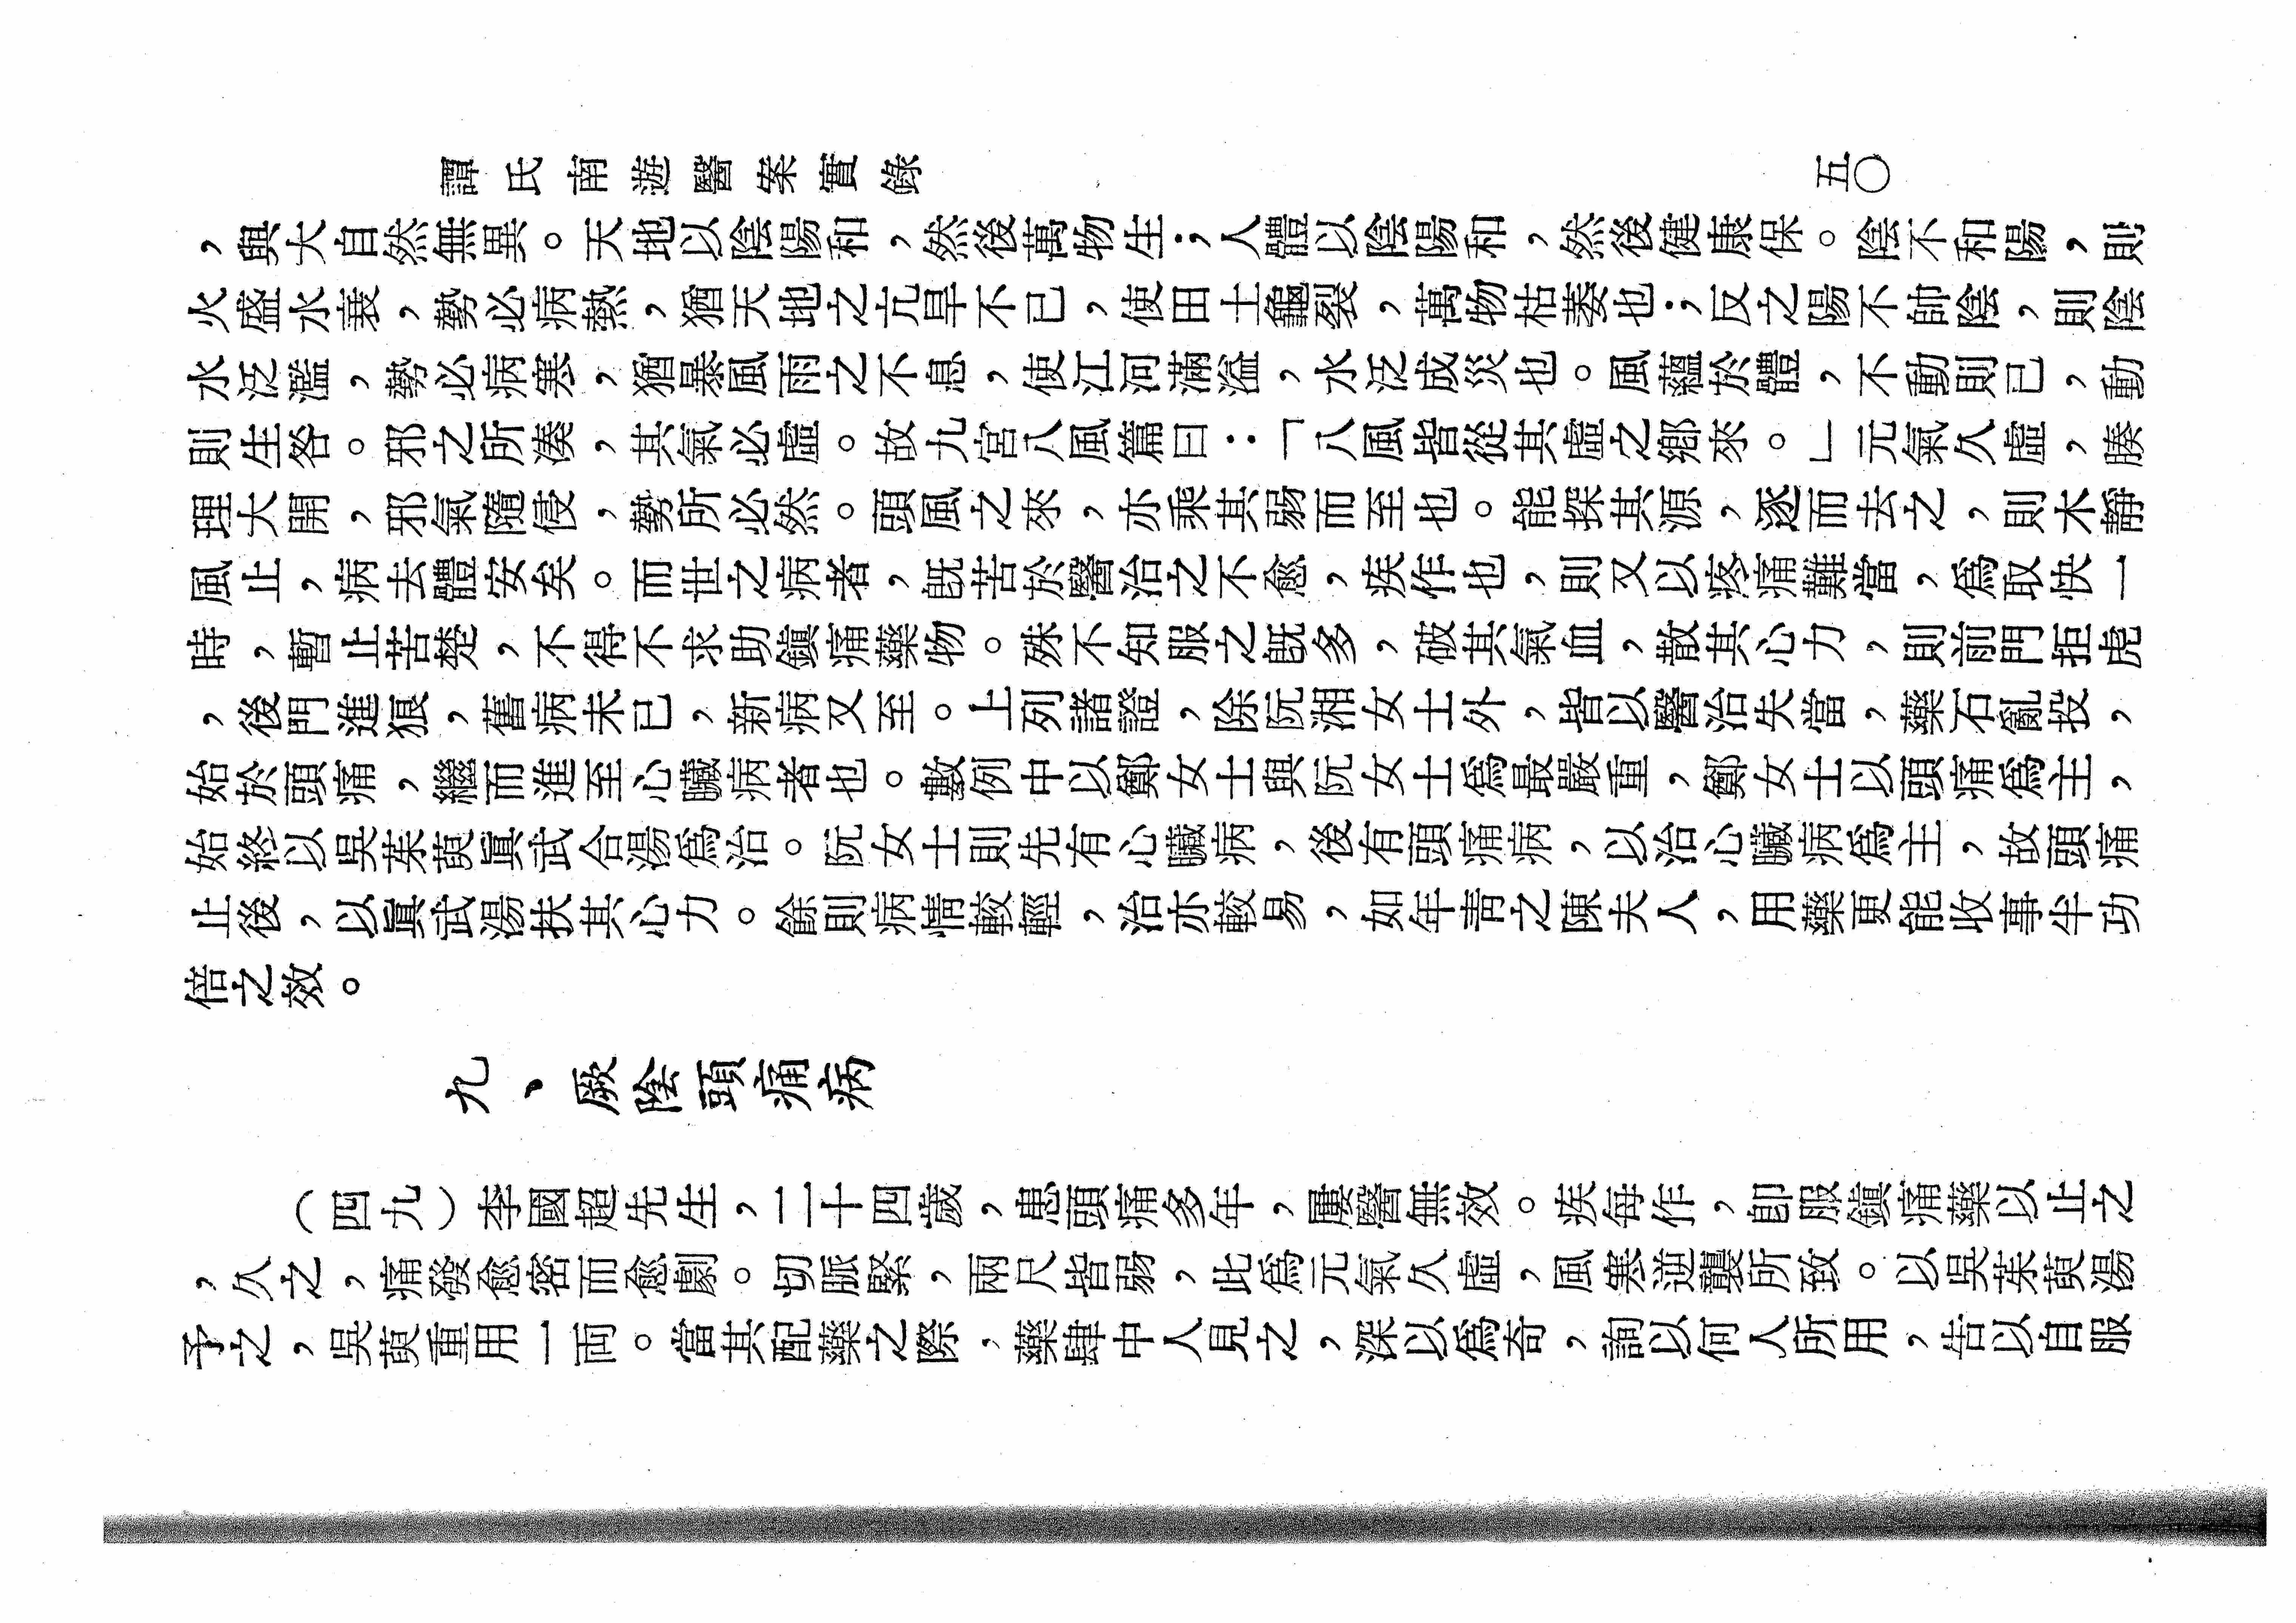 譚氏南遊醫案實錄
五〇
，與大自然無異。天地以陰陽和，然後萬物生；人體以陰陽和，然後健康保。陰不和陽，則
火盛水衰，勢必病熱，猶天地之亢旱不已，使田土龜裂，萬物枯萎也；反之陽不帥陰，則陰
水泛濫，勢必病寒，猶暴風雨之不息，使江河滿溢，水泛成災也。風蘊於體，不動則已，動
則生咎。邪之所湊，其氣必虛。故九宮八風篇曰：「八風皆從其虛之鄉來。」元氣久虛，腠
理大開，邪氣隨侵，勢所必然。頭風之來，亦乘其弱而至也。能探其源，逐而去之，則木靜
風止，病去體安矣。而世之病者，旣苦於醫治之不愈，疾作也，則又以疼痛難當，爲取快一
時，暫止苦楚，不得不求助鎭痛藥物。殊不知服之旣多，破其氣血，散其心力，則前門拒虎
，後門進狼，舊病未已，新病又至。上列諸證，除阮湘女士外，皆以醫治失當，藥石亂投，
始於頭痛，繼而進至心臟病者也。數例中以鄭女士與阮女士爲最嚴重，鄭女士以頭痛爲主，
始終以吳茱萸眞武合湯爲治。阮女士則先有心臟病，後有頭痛病，以治心臟病爲主，故頭痛
止後，以眞武湯扶其心力。餘則病情較輕，治亦較易，如年靑之陳夫人，用藥更能收事半功
倍之效。
九、厥陰頭痛病
（四九）李國超先生，二十四歲，患頭痛多年，屢醫無效。疾每作，卽服鎭痛藥以止之
，久之，痛發愈密而愈劇。切脈緊，兩尺皆弱，此爲元氣久虛，風寒逆襲所致。以吳茱萸湯
予之，吳萸重用一両。當其配藥之際，藥肆中人見之，深以爲奇，詢以何人所用，告以自服